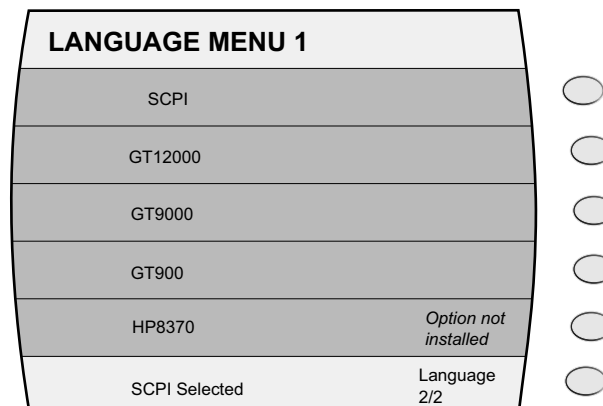 LANGUAGE MENU 1
SCPI
GT12000
GT9000
GT900
HP8370
Option not
installed
SCPI Selected
Language
2/2